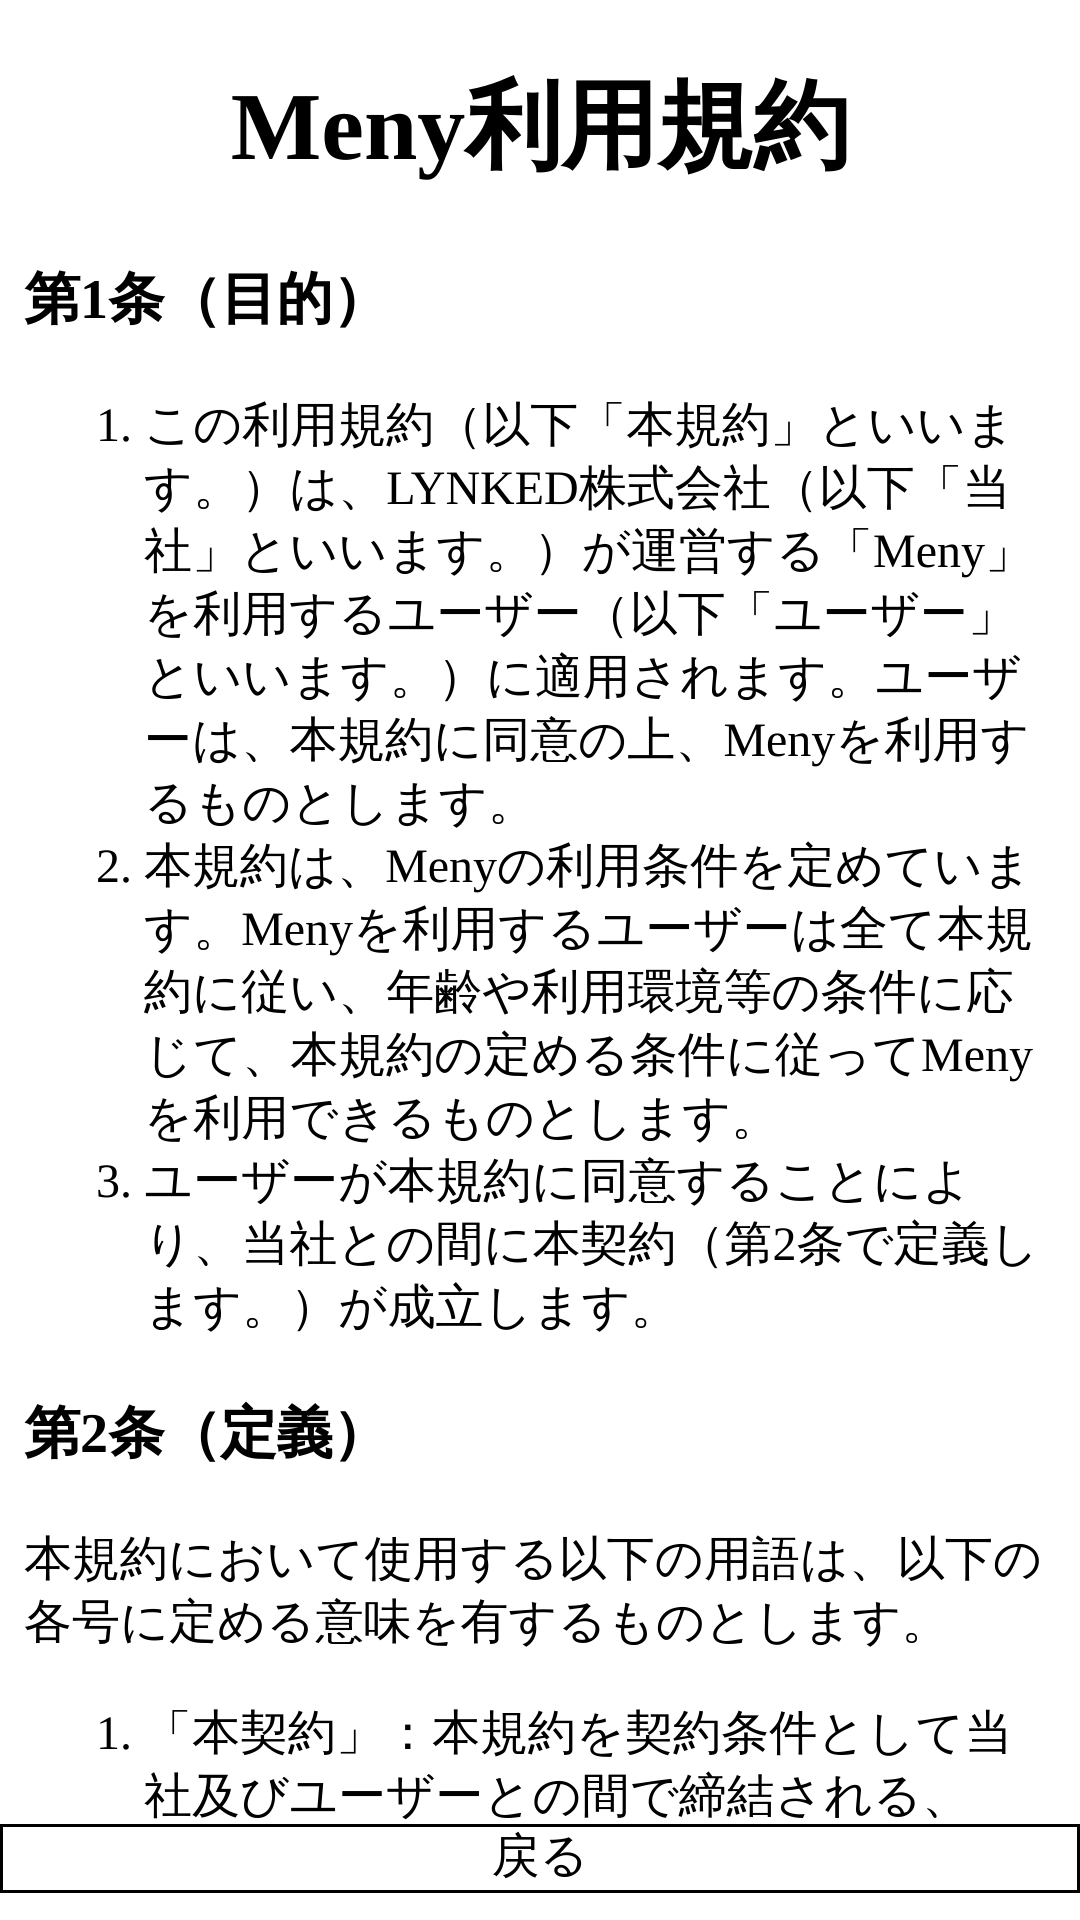 Meny利用規約
第1条（目的）
1. この利用規約（以下「本規約」といいま
す。）は、LYNKED株式会社（以下「当
社」といいます。）が運営する「Meny」
を利用するユーザー（以下「ユーザー」
といいます。）に適用されます。ユーザ
ーは、本規約に同意の上、Menyを利用す
るものとします。
2. 本規約は、Menyの利用条件を定めていま
す。Menyを利用するユーザーは全て本規
約に従い、年齢や利用環境等の条件に応
じて、本規約の定める条件に従ってMeny
を利用できるものとします。
3. ユーザーが本規約に同意することによ
り、当社との間に本契約（第2条で定義し
ます。）が成立します。
第2条（定義）
本規約において使用する以下の用語は、以下の
各号に定める意味を有するものとします。
1. 「本契約」：本規約を契約条件として当
社及びユーザーとの間で締結される、
戻る